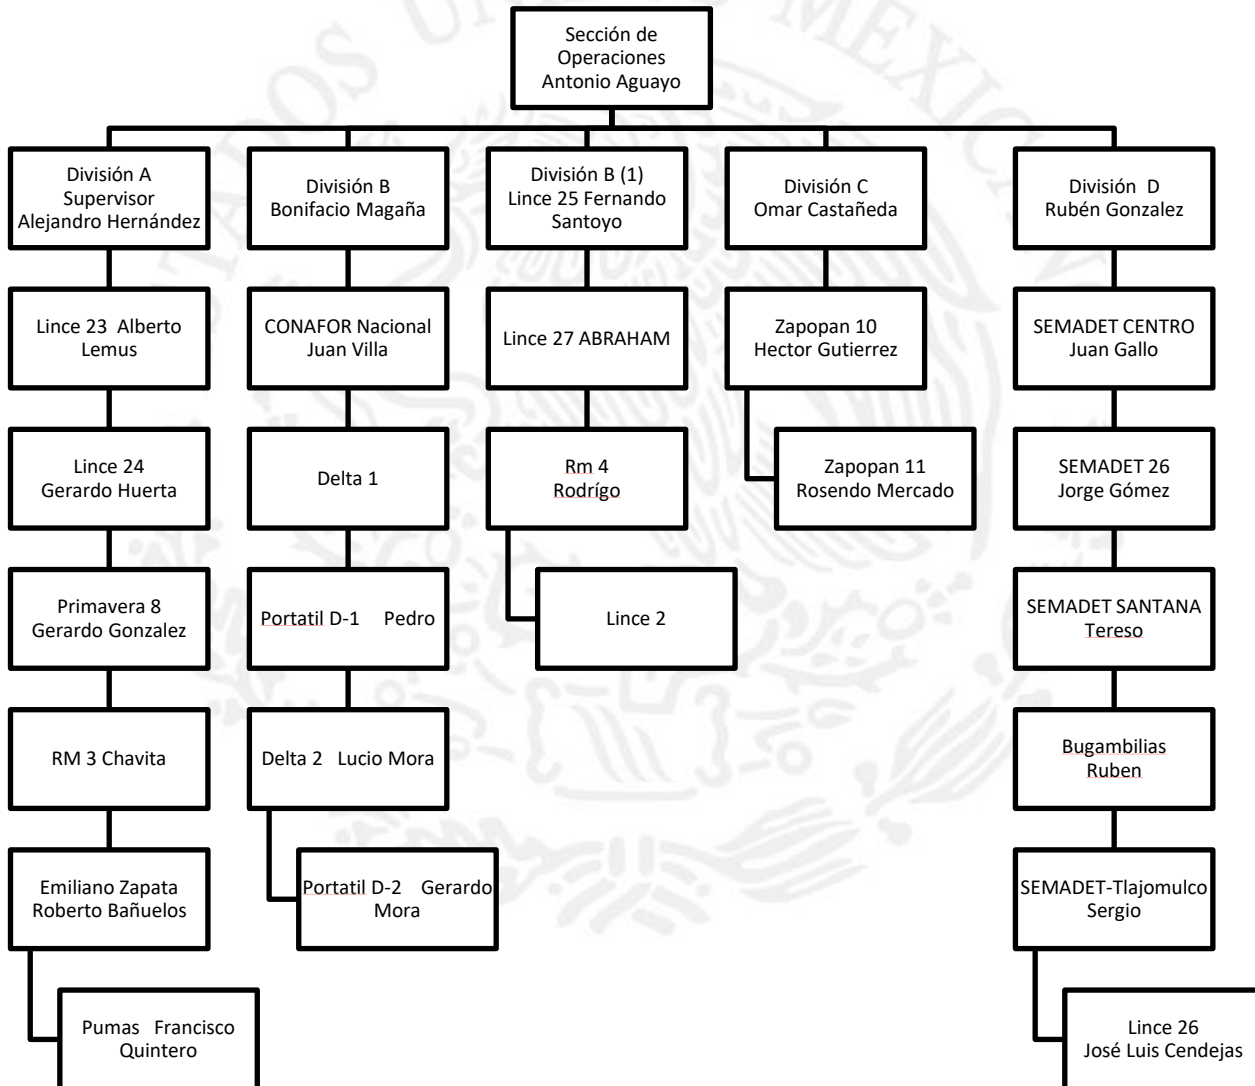 ESTADOS UNIDOS MEXICANOS
Sección de
Operaciones
Antonio Aguayo
División A
Supervisor
Alejandro Hernández
Lince 23  Alberto
Lemus
Lince 24
Gerardo Huerta
Primavera 8
Gerardo Gonzalez
RM 3 Chavita
Emiliano Zapata
Roberto Bañuelos
Pumas   Francisco
Quintero
División B
Bonifacio Magaña
CONAFOR Nacional
Juan Villa
Delta 1
Portatil D-1    Pedro
Delta 2   Lucio Mora
Portatil D-2    Gerardo
Mora
División B (1)
Lince 25 Fernando
Santoyo
Lince 27 ABRAHAM
Rm 4
Rodrígo
Lince 2
División C
Omar Castañeda
Zapopan 10
Hector Gutierrez
Zapopan 11
Rosendo Mercado
División  D
Rubén Gonzalez
SEMADET CENTRO
Juan Gallo
SEMADET 26
Jorge Gómez
SEMADET SANTANA
Tereso
Bugambilias
Ruben
SEMADET-Tlajomulco
Sergio
Lince 26
José Luis Cendejas